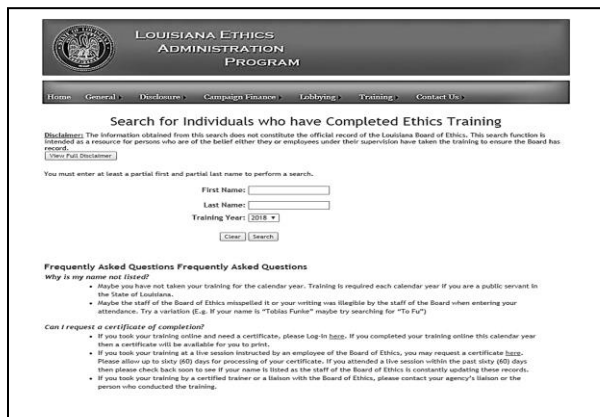 LOUISIANA ETHICS
ADMINISTRATION
PROGRAM
Home General Disclosure Campaign Finance Lobbying Training Contact Us
Search for Individuals who have Completed Ethics Training
Disclaimer: The information obtained from this search does not constitute the official record of the Louisiana Board of Ethics. This search function is
intended as a resource for persons who are of the belief either they or employees under their supervision have taken the training to ensure the Board has
record.
View Full Disclaimer
You must enter at least a partial first and partial last name to perform a search.
First Name:
Last Name:
Training Year: 2018
Clear Search
Frequently Asked Questions Frequently Asked Questions
Why is my name not listed?
• Maybe you have not taken your training for the calendar year. Training is required each calendar year if you are a public servant in
the State of Louisiana.
• Maybe the staff of the Board of Ethics misspelled it or your writing was illegible by the staff of the Board when entering your
attendance. Try a variation (E.g. If your name is "Tobias Funke" maybe try searching for "To Fu")
Can I request a certificate of completion?
• If you took your training online and need a certificate, please Log-In here. If you completed your training online this calendar year
then a certificate will be available for you to print.
• If you took your training at a live session instructed by an employee of the Board of Ethics, you may request a certificate here.
Please allow up to sixty (60) days for processing of your certificate. If you attended a live session within the past sixty (60) days
then please check back soon to see if your name is listed as the staff of the Board of Ethics is constantly updating these records.
• If you took your training by a certified trainer or a liaison with the Board of Ethics, please contact your agency's liaison or the
person who conducted the training.